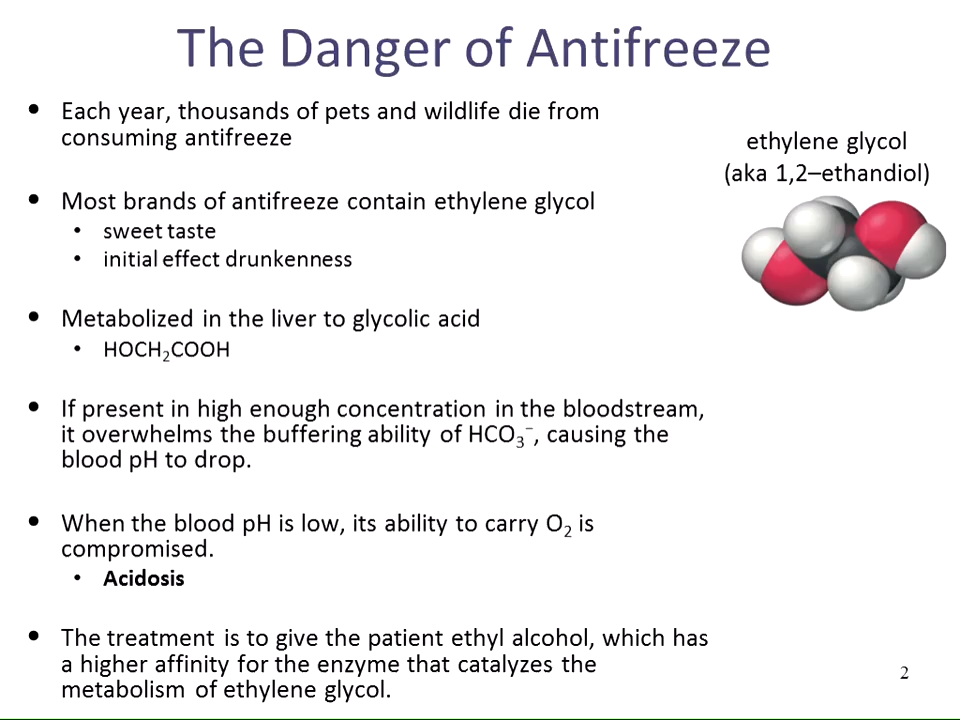 The Danger of Antifreeze
• Each year, thousands of pets and wildlife die from
consuming antifreeze
ethylene glycol
(aka 1,2–ethandiol)
• Most brands of antifreeze contain ethylene glycol
• sweet taste
• initial effect drunkenness
• Metabolized in the liver to glycolic acid
• HOCH₂COOH
• If present in high enough concentration in the bloodstream,
it overwhelms the buffering ability of HCO₃⁻, causing the
blood pH to drop.
• When the blood pH is low, its ability to carry O₂ is
compromised.
• Acidosis
• The treatment is to give the patient ethyl alcohol, which has
a higher affinity for the enzyme that catalyzes the
metabolism of ethylene glycol.
2